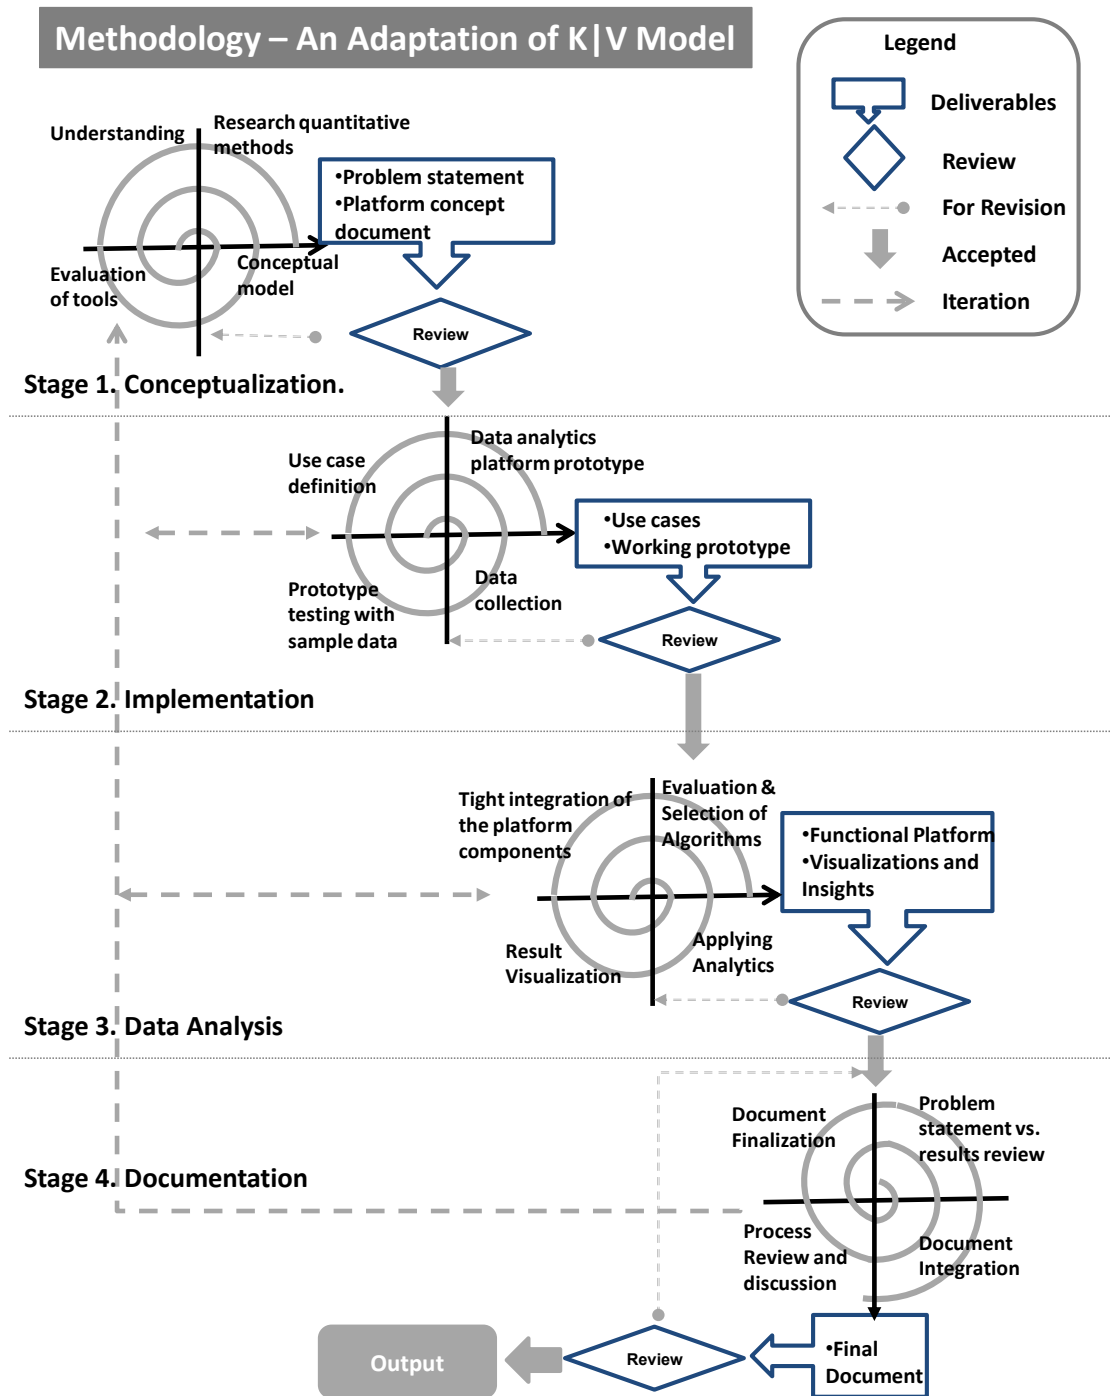 Methodology – An Adaptation of K|V Model
Legend
Deliverables
Review
For Revision
Accepted
Iteration
Understanding
Research quantitative
methods
Evaluation
of tools
Conceptual
model
•Problem statement
•Platform concept
document
Review
Stage 1. Conceptualization.
Use case
definition
Data analytics
platform prototype
Prototype
testing with
sample data
Data
collection
•Use cases
•Working prototype
Review
Stage 2. Implementation
Tight integration of
the platform
components
Evaluation &
Selection of
Algorithms
Result
Visualization
Applying
Analytics
•Functional Platform
•Visualizations and
Insights
Review
Stage 3. Data Analysis
Document
Finalization
Problem
statement vs.
results review
Stage 4. Documentation
Process
Review and
discussion
Document
Integration
•Final
Document
Review
Output